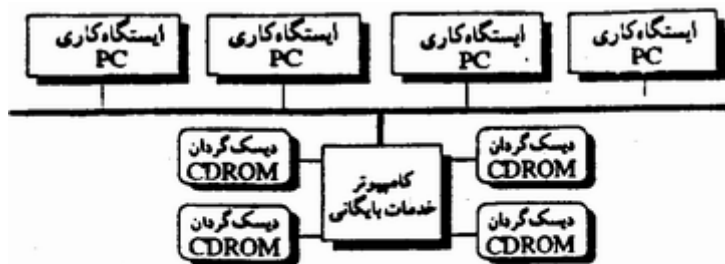 ایستگاه کاری
PC
ایستگاه کاری
PC
ایستگاه کاری
PC
ایستگاه کاری
PC
دیسک گردان
CDROM
دیسک گردان
CDROM
کامپیوتر
خدمات بایگانی
دیسک گردان
CDROM
دیسک گردان
CDROM